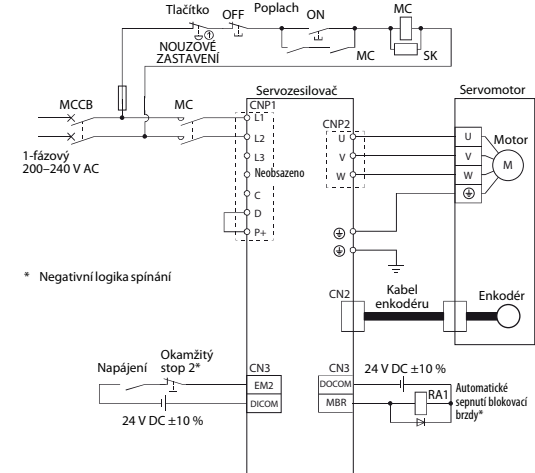 Tlačítko
OFF
Poplach
ON
MC
NOUZOVÉ
ZASTAVENÍ
MC
SK
Servozesilovač
Servomotor
MCCB
MC
CNP1
L1
CNP2
L2
U
U
Motor
1-fázový
200–240 V AC
L3
V
V
M
Neobsazeno
W
W
C
D
P+
* Negativní logika spínání
CN2
Kabel
enkodéru
Enkodér
Napájení
Okamžitý
stop 2*
CN3
CN3
24 V DC ±10 %
EM2
DOCOM
DICOM
MBR
RA1
Automatické
sepnutí blokovací
brzdy*
24 V DC ±10 %